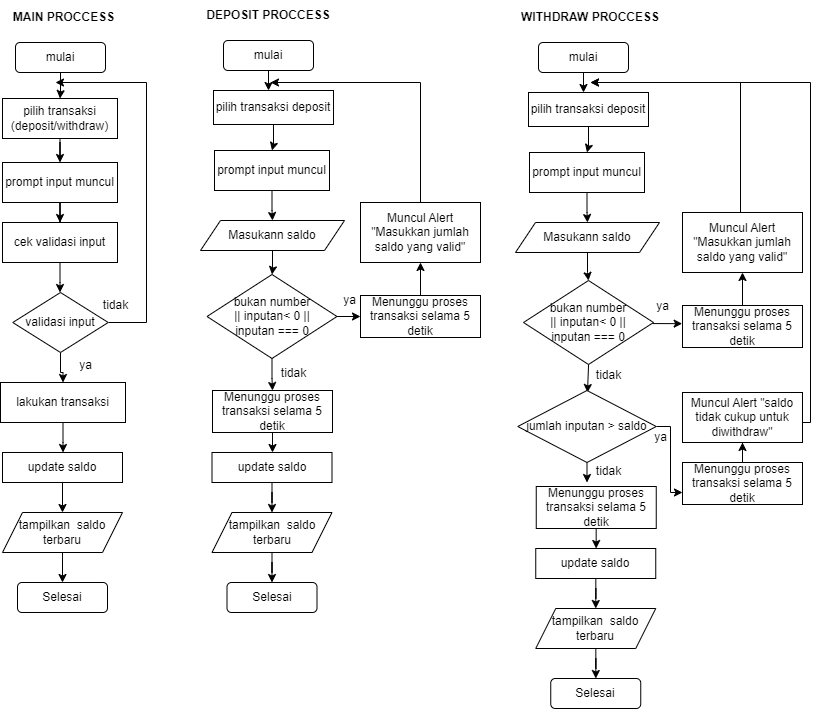 MAIN PROCCESS
mulai
pilih transaksi
(deposit/withdraw)
prompt input muncul
cek validasi input
validasi input
tidak
ya
lakukan transaksi
update saldo
tampilkan saldo
terbaru
Selesai
DEPOSIT PROCCESS
mulai
pilih transaksi deposit
prompt input muncul
Masukann saldo
bukan number
|| inputan< 0 ||
inputan === 0
ya
Menunggu proses
transaksi selama 5
detik
Muncul Alert
"Masukkan jumlah
saldo yang valid"
tidak
Menunggu proses
transaksi selama 5
detik
update saldo
tampilkan saldo
terbaru
Selesai
WITHDRAW PROCCESS
mulai
pilih transaksi deposit
prompt input muncul
Masukann saldo
bukan number
|| inputan< 0 ||
inputan === 0
ya
Menunggu proses
transaksi selama 5
detik
Muncul Alert
"Masukkan jumlah
saldo yang valid"
tidak
jumlah inputan > saldo
ya
Menunggu proses
transaksi selama 5
detik
Muncul Alert "saldo
tidak cukup untuk
diwithdraw"
tidak
Menunggu proses
transaksi selama 5
detik
update saldo
tampilkan saldo
terbaru
Selesai